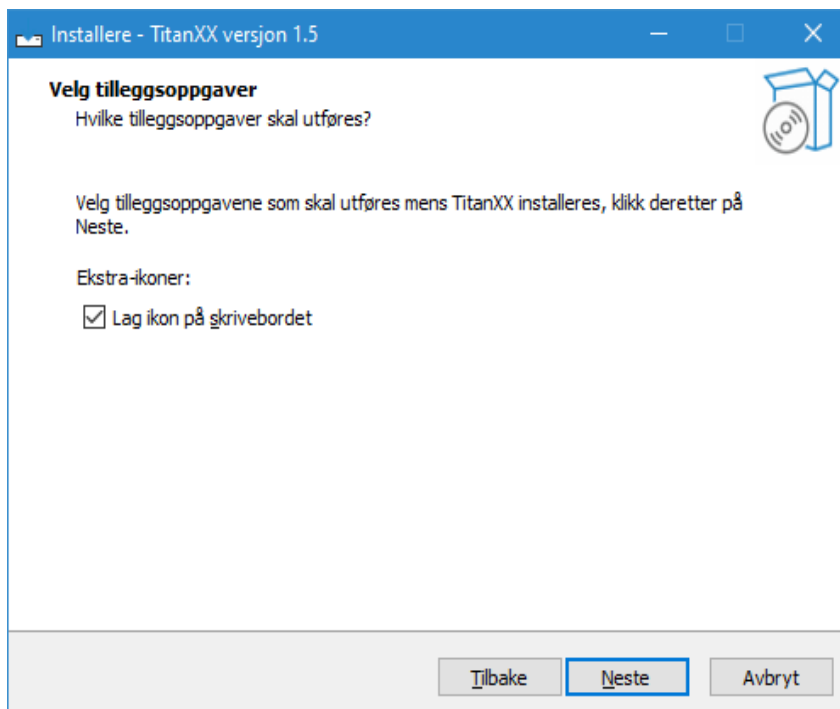 Installere - TitanXX versjon 1.5
Velg tilleggsoppgaver
Hvilke tilleggsoppgaver skal utføres?
Velg tilleggsoppgavene som skal utføres mens TitanXX installeres, klikk deretter på
Neste.
Ekstra-ikoner:
Lag ikon på skrivebordet
Tilbake
Neste
Avbryt